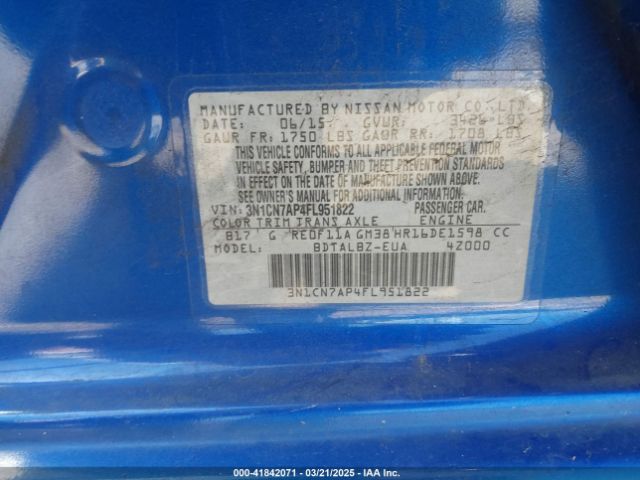 MANUFACTURED BY NISSAN MOTOR CO., LTD.
DATE: 06/15 GVWR: 3426 LBS
GAWR FR: 1750 LBS GAWR RR: 1708 LBS
THIS VEHICLE CONFORMS TO ALL APPLICABLE FEDERAL MOTOR
VEHICLE SAFETY, BUMPER AND THEFT PREVENTION STANDARDS
IN EFFECT ON THE DATE OF MANUFACTURE SHOWN ABOVE.
SEE OWNER'S MANUAL FOR ADDITIONAL INFORMATION.
VIN: 3N1CN7AP4FL951822 PASSENGER CAR.
COLOR TRIM TRANS AXLE ENGINE
B17 G RE0F11A GM38 HR16DE1598 CC
MODEL: BDTALBZ-EUA 42000
3N1CN7AP4FL951822
000-41842071 | 03/21/2025 | IAA Inc.